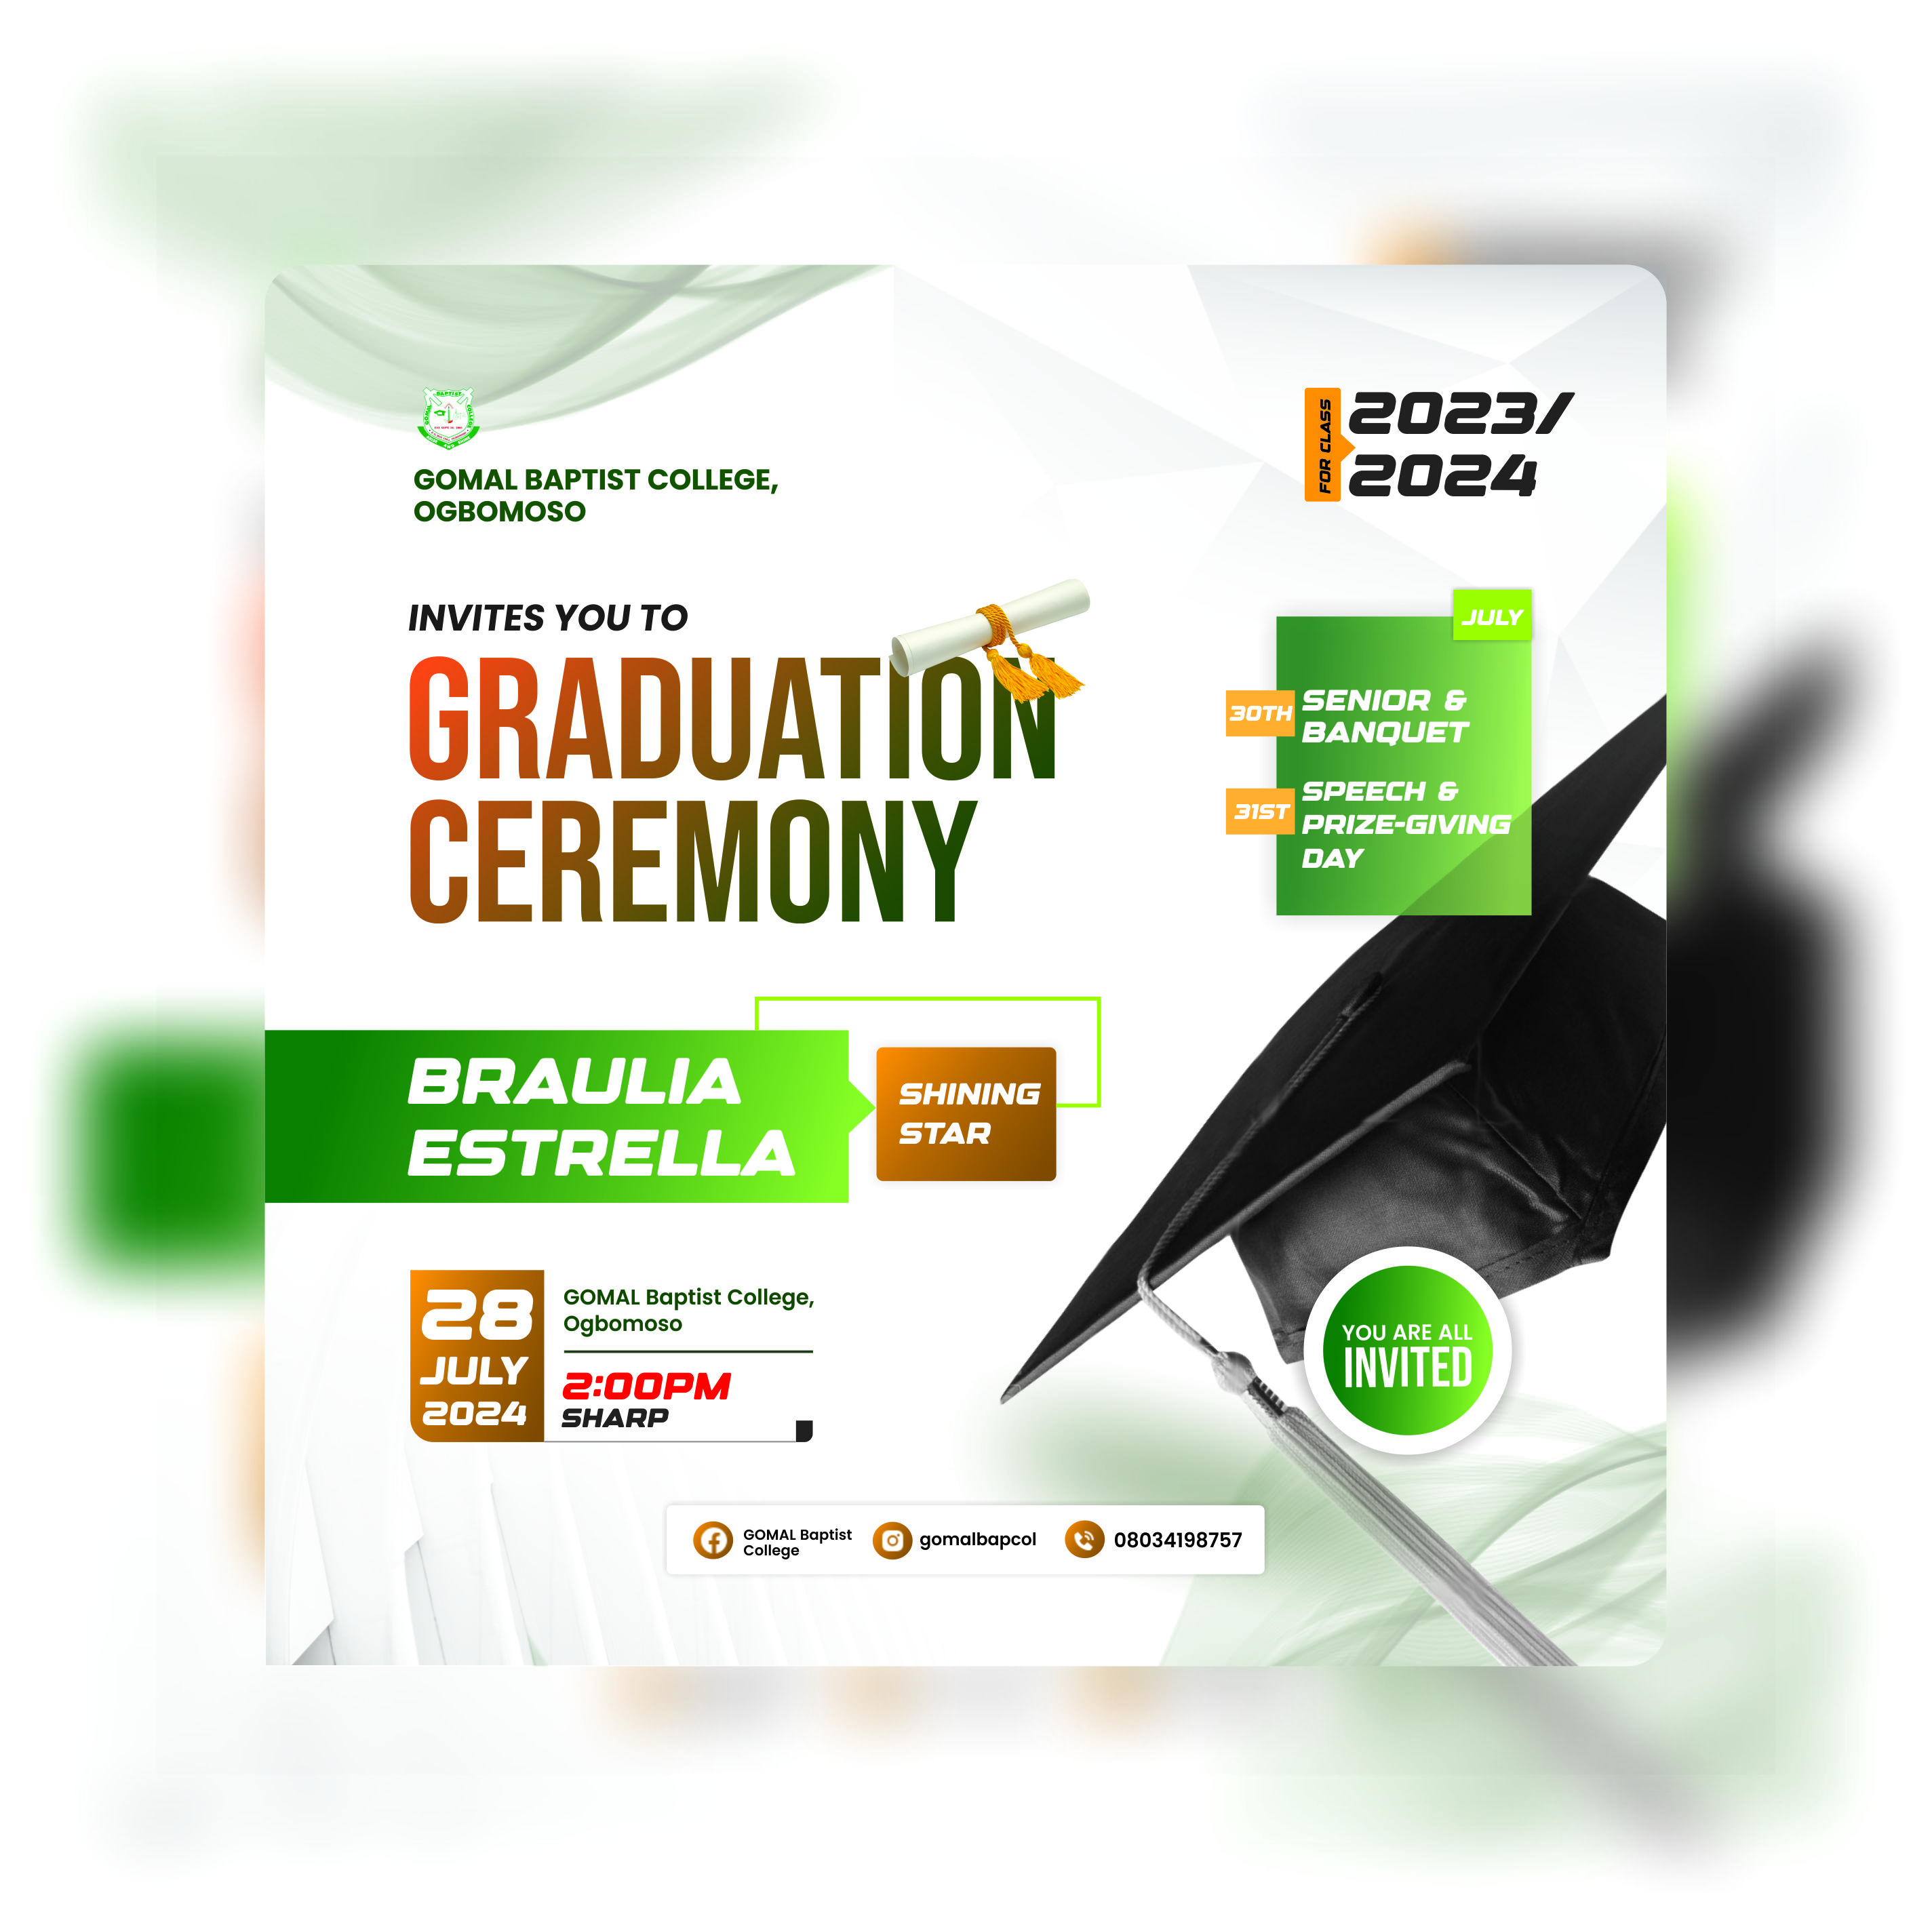 BAPTIST
GOMAL BAPTIST COLLEGE,
OGBOMOSO
FOR CLASS
2023/
2024
INVITES YOU TO
GRADUATION
CEREMONY
JULY
30TH
SENIOR &
BANQUET
31ST
SPEECH &
PRIZE-GIVING
DAY
BRAULIA
ESTRELLA
SHINING
STAR
28
JULY
2024
GOMAL Baptist College,
Ogbomoso
2:00PM
SHARP
YOU ARE ALL
INVITED
GOMAL Baptist
College
gomalbapcol
08034198757